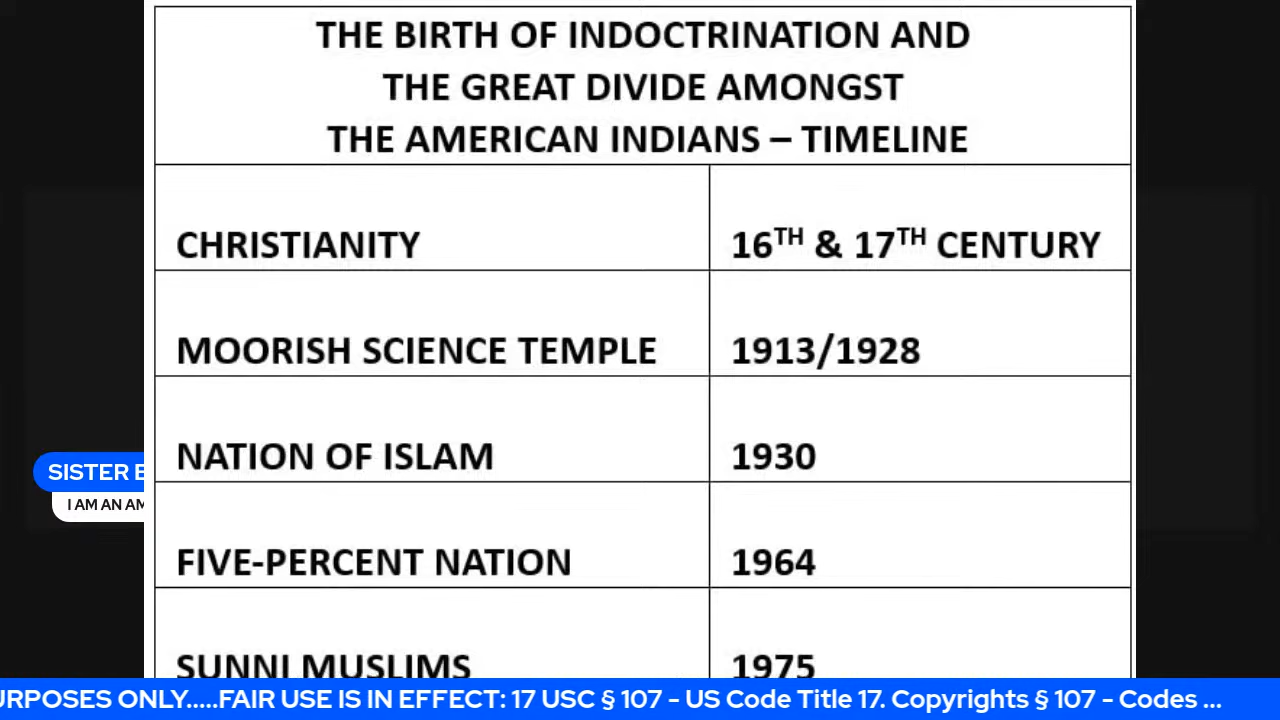 THE BIRTH OF INDOCTRINATION AND
THE GREAT DIVIDE AMONGST
THE AMERICAN INDIANS – TIMELINE
CHRISTIANITY 16TH & 17TH CENTURY
MOORISH SCIENCE TEMPLE 1913/1928
NATION OF ISLAM 1930
SISTER
I AM AN
FIVE-PERCENT NATION 1964
SUNNI MUSLIMS 1975
ONLY.....FAIR USE IS IN EFFECT: 17 USC § 107 - US Code Title 17. Copyrights § 107 - Codes ...